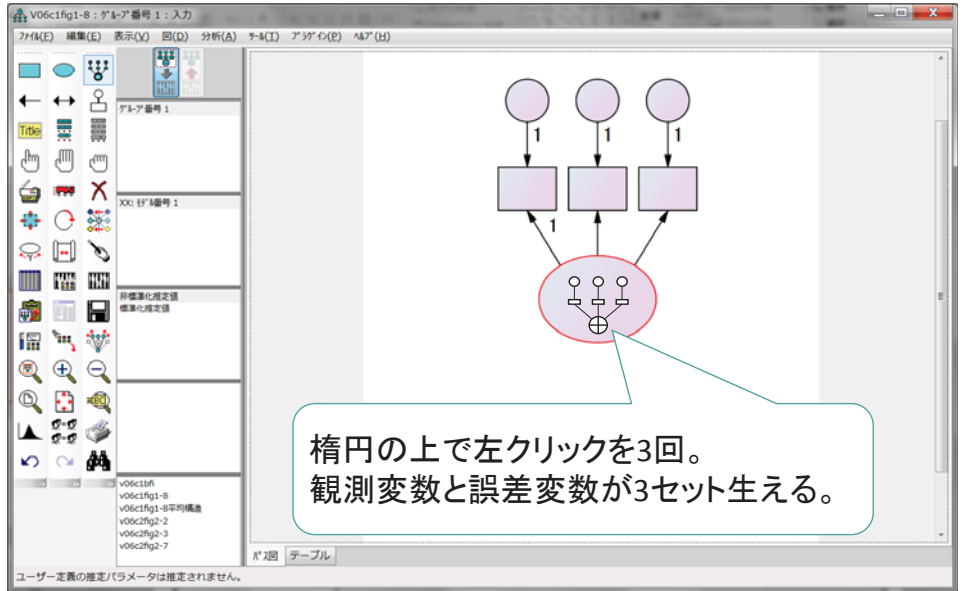 V06c1fig1-8 : ｸﾞﾙｰﾌﾟ番号 1 : 入力
ﾌｧｲﾙ(F) 編集(E) 表示(V) 図(D) 分析(A) ﾂｰﾙ(T) ﾌﾟﾗｸﾞｲﾝ(P) ﾍﾙﾌﾟ(H)
Title
ｸﾞﾙｰﾌﾟ番号 1
XX: ﾓﾃﾞﾙ番号 1
非標準化推定値
標準化推定値
v06c1bfi
v06c1fig1-8
v06c1fig1-8平均構造
v06c2fig2-2
v06c2fig2-3
v06c2fig2-7
1
1
1
1
楕円の上で左クリックを3回。
観測変数と誤差変数が3セット生える。
ﾊﾟｽ図 テーブル
ユーザー定義の推定パラメータは推定されません。